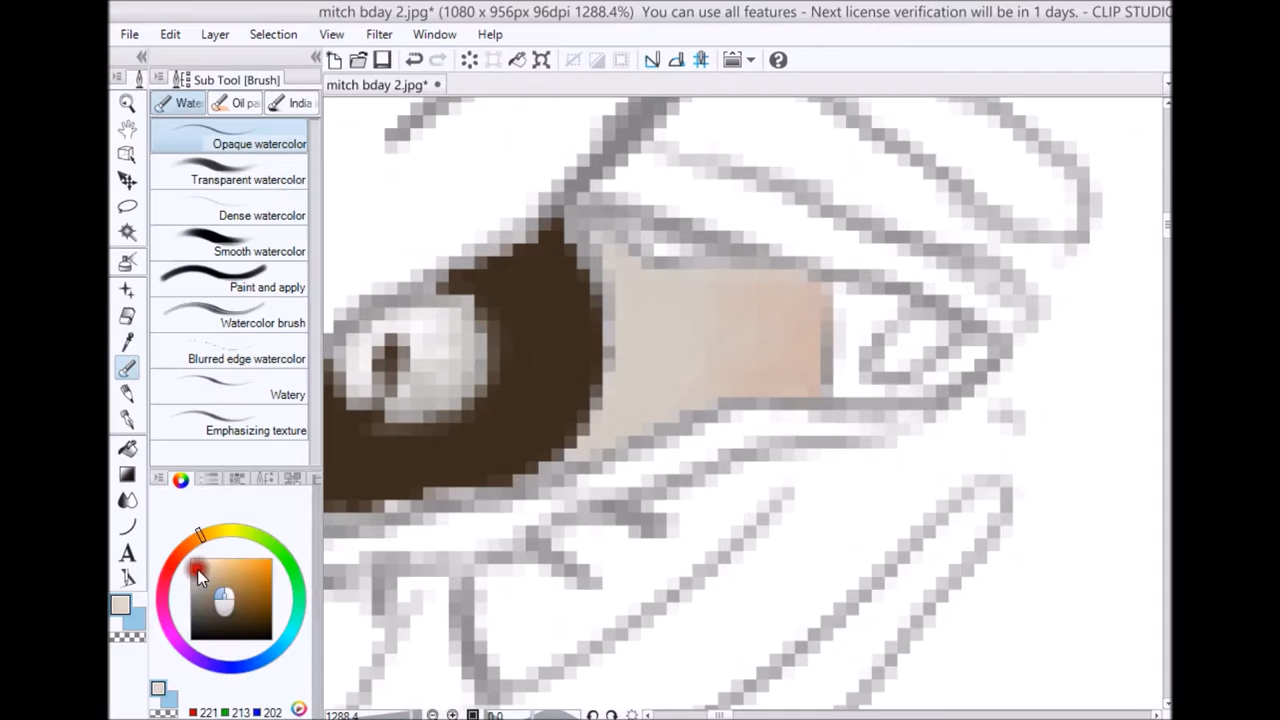 mitch bday 2.jpg* (1080 x 956px 96dpi 1288.4%) You can use all features - Next license verification will be in 1 days. - CLIP STUDIO
File Edit Layer Selection View Filter Window Help
Sub Tool [Brush]
mitch bday 2.jpg*
Water Oil pa India
Opaque watercolor
Transparent watercolor
Dense watercolor
Smooth watercolor
Paint and apply
Watercolor brush
Blurred edge watercolor
Watery
Emphasizing texture
A
221 213 202
1288.4 0.0